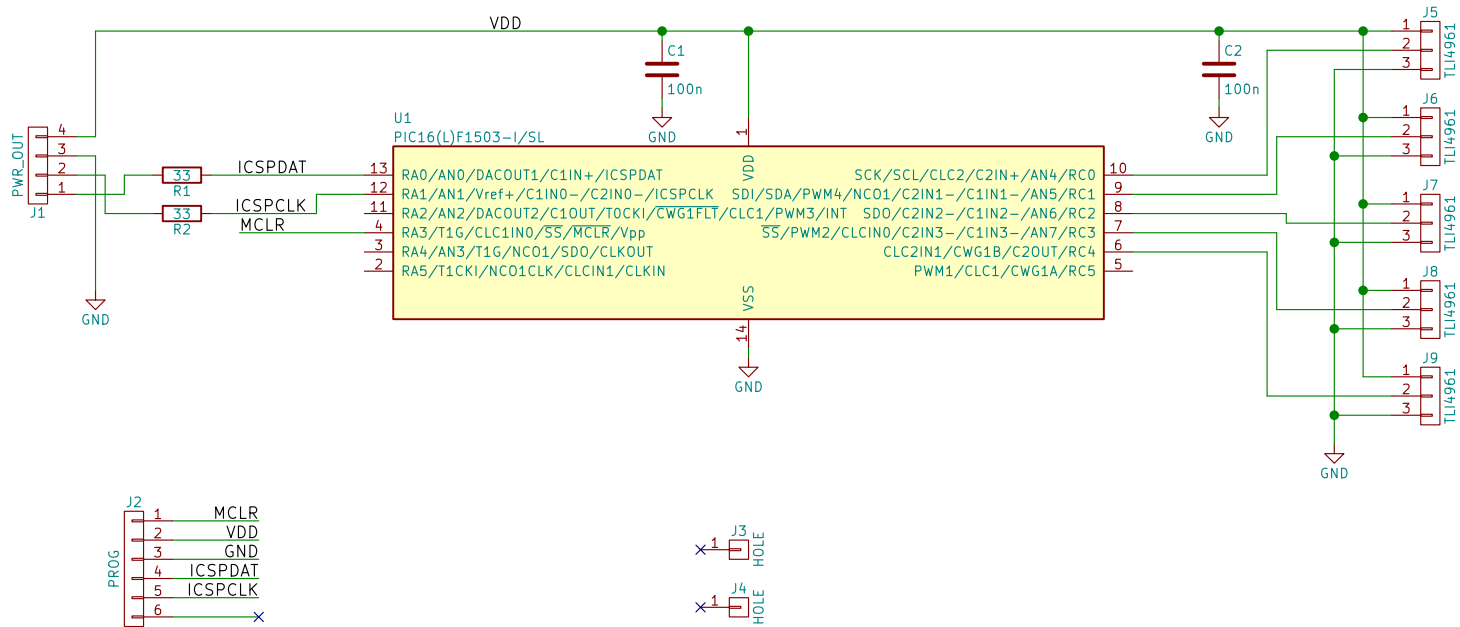 VDD
J5
1
2
3
TLI4961
C1
100n
GND
C2
100n
GND
J6
1
2
3
TLI4961
U1
PIC16(L)F1503-I/SL
1
VDD
4
3
2
1
PWR_OUT
J1
33
R1
ICSPDAT
33
R2
ICSPCLK
MCLR
GND
13 RA0/AN0/DACOUT1/C1IN+/ICSPDAT
12 RA1/AN1/Vref+/C1IN0-/C2IN0-/ICSPCLK
11 RA2/AN2/DACOUT2/C1OUT/T0CKI/CWG1FLT/CLC1/PWM3/INT
4 RA3/T1G/CLC1IN0/SS/MCLR/Vpp
3 RA4/AN3/T1G/NCO1/SDO/CLKOUT
2 RA5/T1CKI/NCO1CLK/CLCIN1/CLKIN
SCK/SCL/CLC2/C2IN+/AN4/RC0 10
SDI/SDA/PWM4/NCO1/C2IN1-/C1IN1-/AN5/RC1 9
SDO/C2IN2-/C1IN2-/AN6/RC2 8
SS/PWM2/CLCIN0/C2IN3-/C1IN3-/AN7/RC3 7
CLC2IN1/CWG1B/C2OUT/RC4 6
PWM1/CLC1/CWG1A/RC5 5
VSS
14
GND
J7
1
2
3
TLI4961
J8
1
2
3
TLI4961
J9
1
2
3
TLI4961
GND
J2
PROG
1 MCLR
2 VDD
3 GND
4 ICSPDAT
5 ICSPCLK
6
J3
1
HOLE
J4
1
HOLE